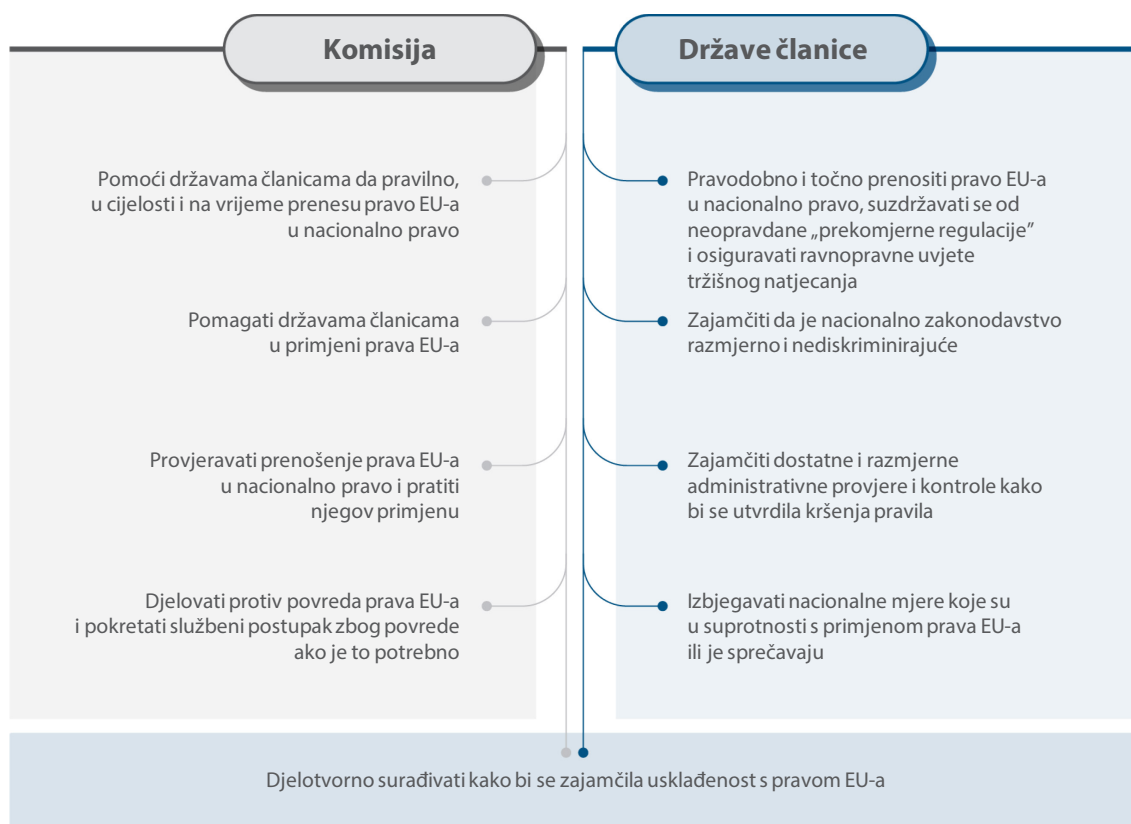 Komisija
Pomoći državama članicama da pravilno,
u cijelosti i na vrijeme prenesu pravo EU-a
u nacionalno pravo
Pomagati državama članicama
u primjeni prava EU-a
Provjeravati prenošenje prava EU-a
u nacionalno pravo i pratiti
njegov primjenu
Djelovati protiv povreda prava EU-a
i pokretati službeni postupak zbog povrede
ako je to potrebno
Države članice
Pravodobno i točno prenositi pravo EU-a
u nacionalno pravo, suzdržavati se od
neopravdane „prekomjerne regulacije”
i osiguravati ravnopravne uvjete
tržišnog natjecanja
Zajamčiti da je nacionalno zakonodavstvo
razmjerno i nediskriminirajuće
Zajamčiti dostatne i razmjerne
administrativne provjere i kontrole kako
bi se utvrdila kršenja pravila
Izbjegavati nacionalne mjere koje su
u suprotnosti s primjenom prava EU-a
ili je sprečavaju
Djelotvorno surađivati kako bi se zajamčila usklađenost s pravom EU-a